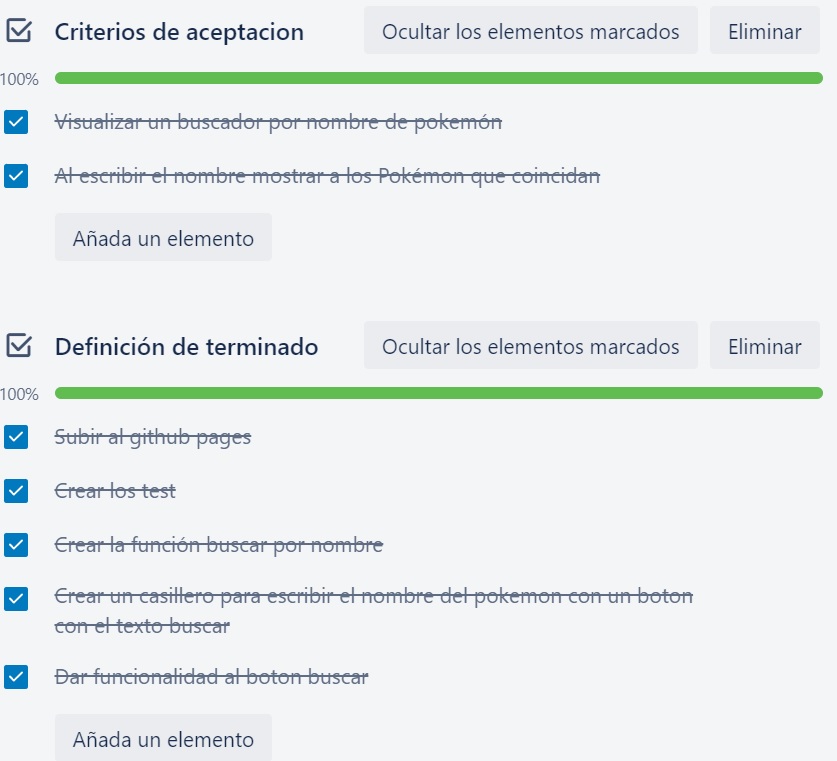 Criterios de aceptacion Ocultar los elementos marcados Eliminar
100%
Visualizar un buscador por nombre de pokemón
Al escribir el nombre mostrar a los Pokémon que coincidan
Añada un elemento
Definición de terminado Ocultar los elementos marcados Eliminar
100%
Subir al github pages
Crear los test
Crear la función buscar por nombre
Crear un casillero para escribir el nombre del pokemon con un boton
con el texto buscar
Dar funcionalidad al boton buscar
Añada un elemento